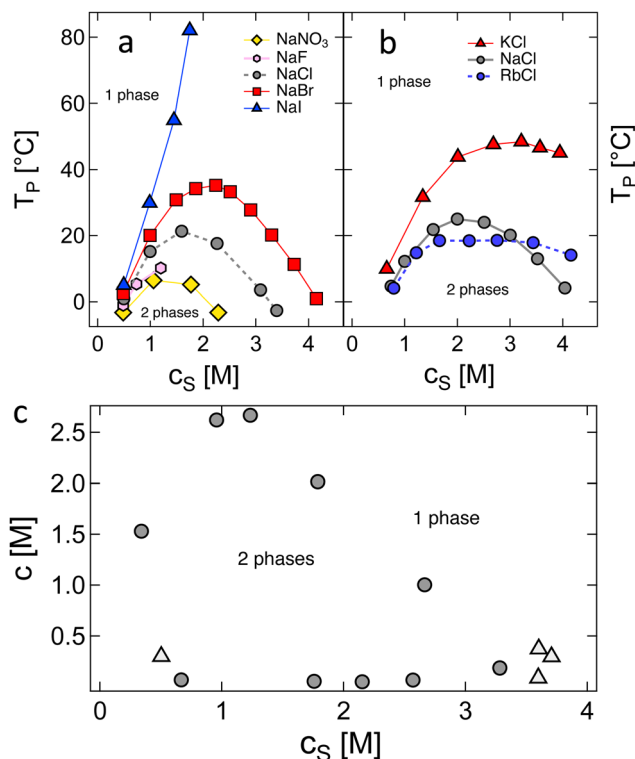 a
1 phase
NaNO₃
NaF
NaCl
NaBr
NaI
2 phases
80
60
40
20
0
T_P [°C]
0 1 2 3 4
c_S [M]
b
1 phase
KCl
NaCl
RbCl
2 phases
T_P [°C]
0 1 2 3 4
c_S [M]
c
2.5
2.0
1.5
1.0
0.5
c [M]
1 phase
2 phases
0 1 2 3 4
c_S [M]